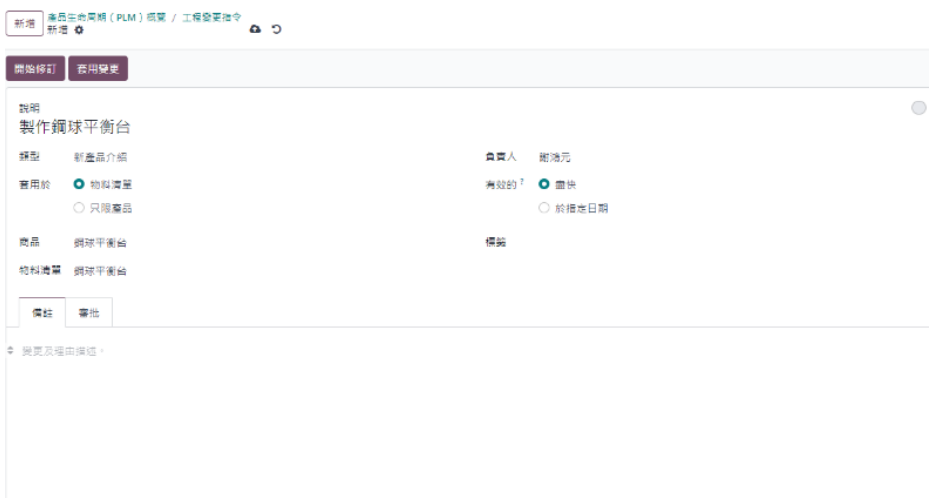 新增
產品生命周期（PLM）概覽 / 工程變更指令
新增
開始修訂 套用變更
說明
製作鋼球平衡台
類型 新產品介紹
負責人 謝鴻元
套用於 物料清單
只限產品
有效的? 盡快
於指定日期
商品 鋼球平衡台
標籤
物料清單 鋼球平衡台
備註 審批
變更及理由描述。